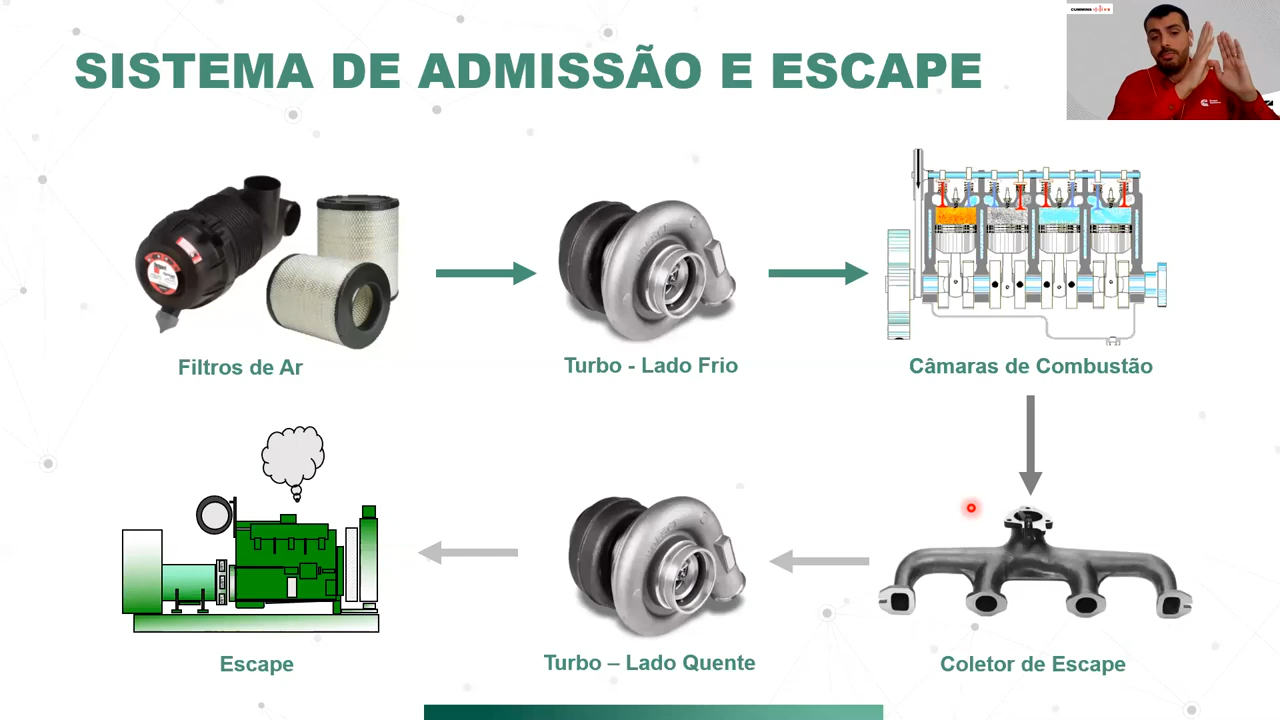 SISTEMA DE ADMISSÃO E ESCAPE
Filtros de Ar
Turbo - Lado Frio
Câmaras de Combustão
Escape
Turbo – Lado Quente
Coletor de Escape